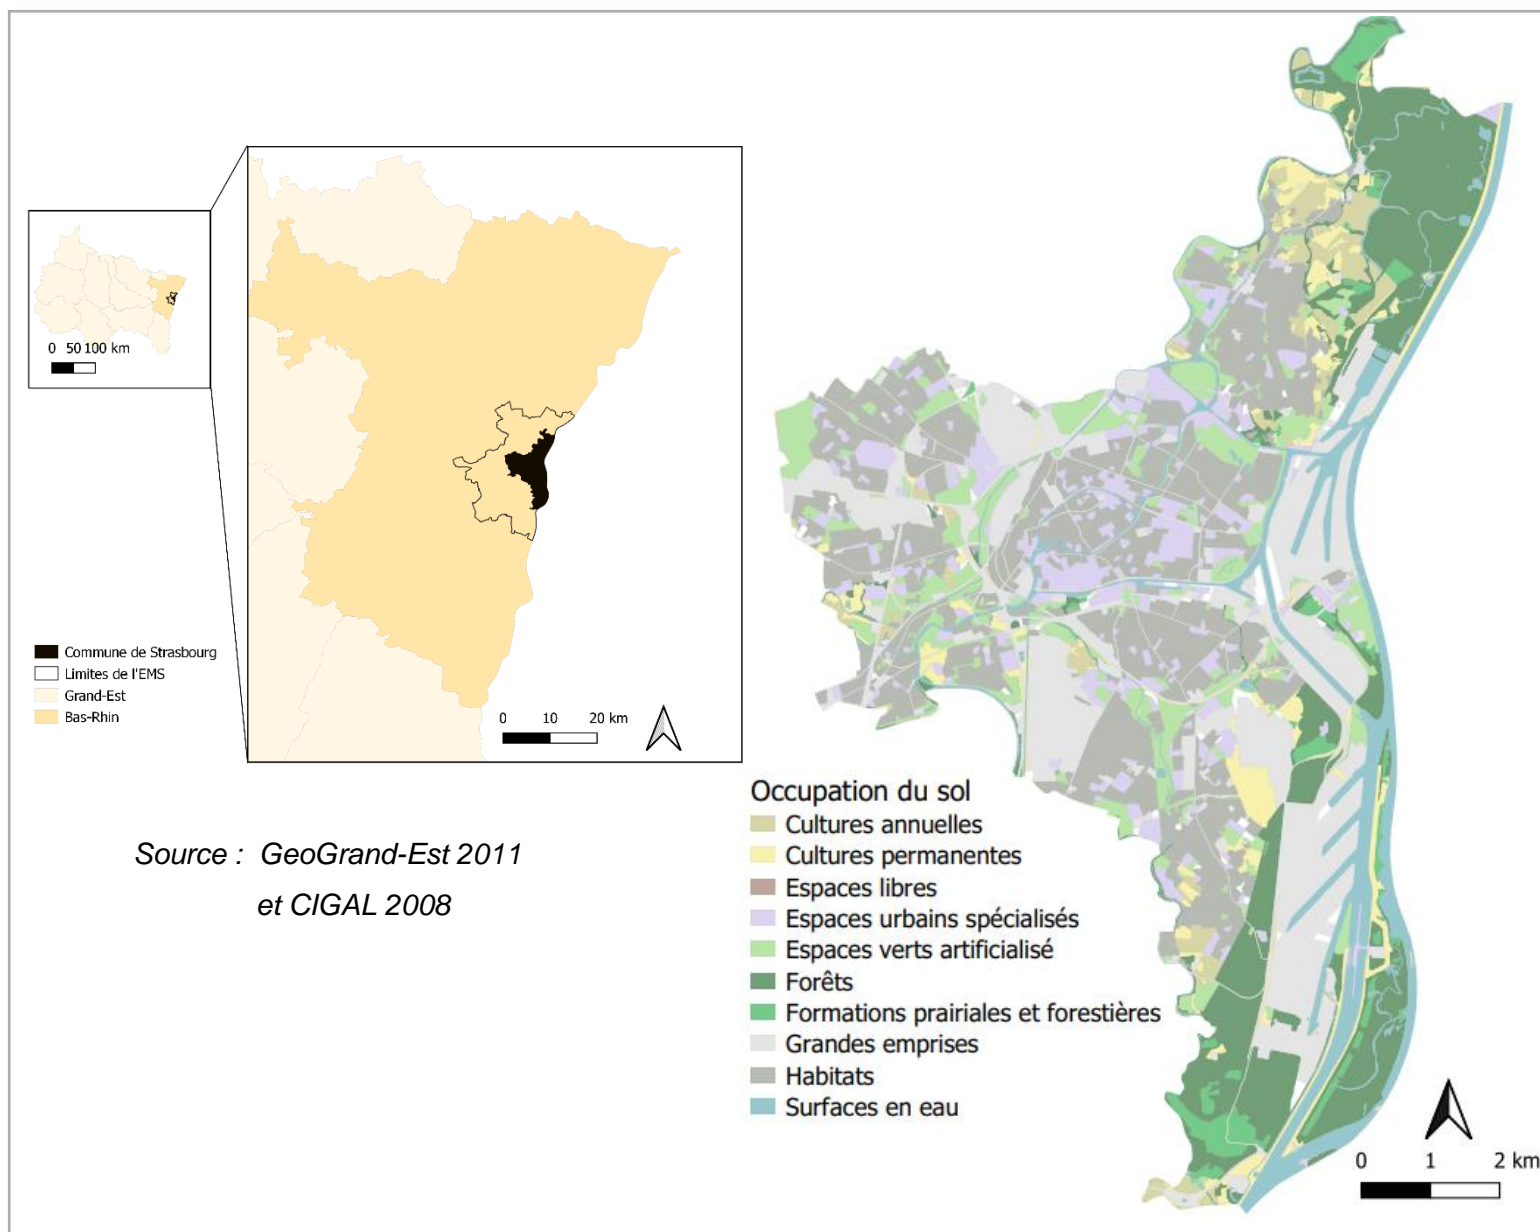 0 50 100 km
Commune de Strasbourg
Limites de l'EMS
Grand-Est
Bas-Rhin
0 10 20 km
Source : GeoGrand-Est 2011
et CIGAL 2008
Occupation du sol
Cultures annuelles
Cultures permanentes
Espaces libres
Espaces urbains spécialisés
Espaces verts artificialisé
Forêts
Formations prairiales et forestières
Grandes emprises
Habitats
Surfaces en eau
0 1 2 km